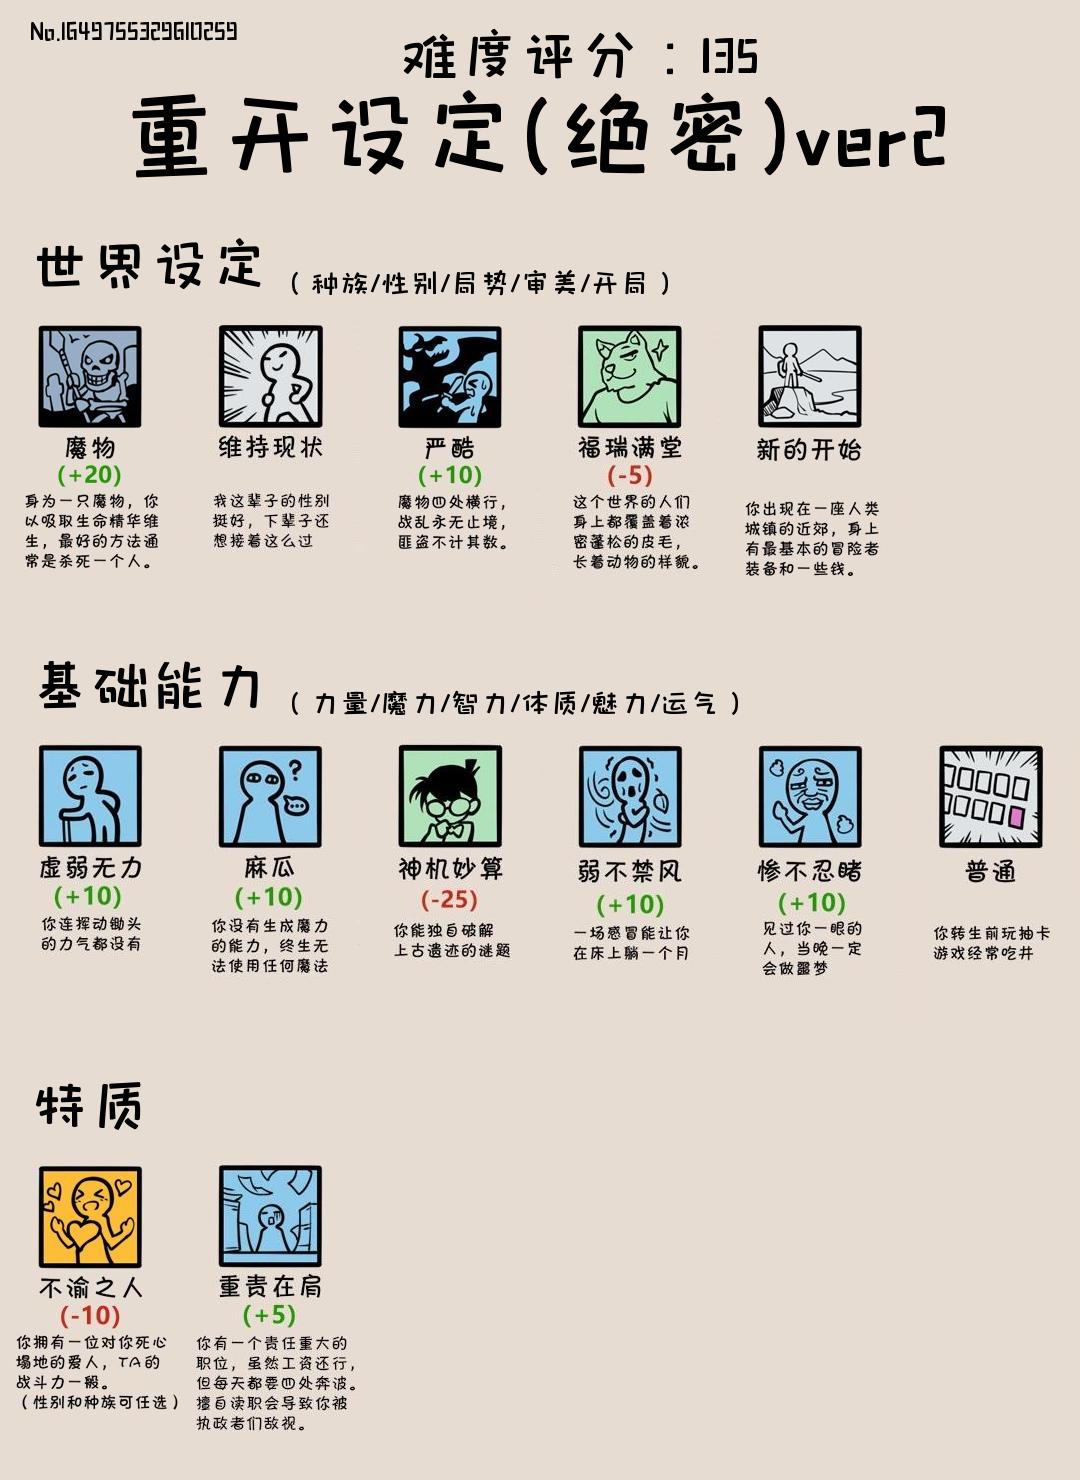 No.1649755329610259
难度评分：135
重开设定(绝密)ver2
世界设定
（种族/性别/局势/审美/开局）
魔物
(+20)
身为一只魔物，你
以吸取生命精华维
生，最好的方法通
常是杀死一个人。
维持现状
我这辈子的性别
挺好，下辈子还
想接着这么过
严酷
(+10)
魔物四处横行，
战乱永无止境，
匪盗不计其数。
福瑞满堂
(-5)
这个世界的人们
身上都覆盖着浓
密蓬松的皮毛，
长着动物的样貌。
新的开始
你出现在一座人类
城镇的近郊，身上
有最基本的冒险者
装备和一些钱。
基础能力
（力量/魔力/智力/体质/魅力/运气）
虚弱无力
(+10)
你连挥动锄头
的力气都没有
麻瓜
(+10)
你没有生成魔力
的能力，终生无
法使用任何魔法
神机妙算
(-25)
你能独自破解
上古遗迹的谜题
弱不禁风
(+10)
一场感冒能让你
在床上躺一个月
惨不忍睹
(+10)
见过你一眼的
人，当晚一定
会做噩梦
普通
你转生前玩抽卡
游戏经常吃井
特质
不渝之人
(-10)
你拥有一位对你死心
塌地的爱人，TA的
战斗力一般。
（性别和种族可任选）
重责在肩
(+5)
你有一个责任重大的
职位，虽然工资还行，
但每天都要四处奔波。
擅自渎职会导致你被
执政者们敌视。